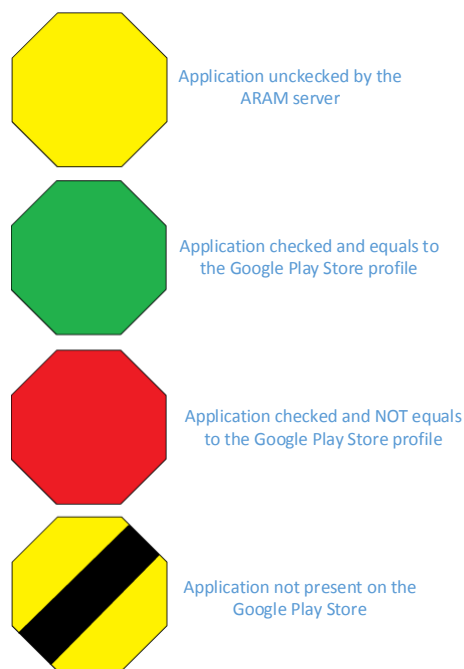 Application unckecked by the
ARAM server
Application checked and equals to
the Google Play Store profile
Application checked and NOT equals
to the Google Play Store profile
Application not present on the
Google Play Store